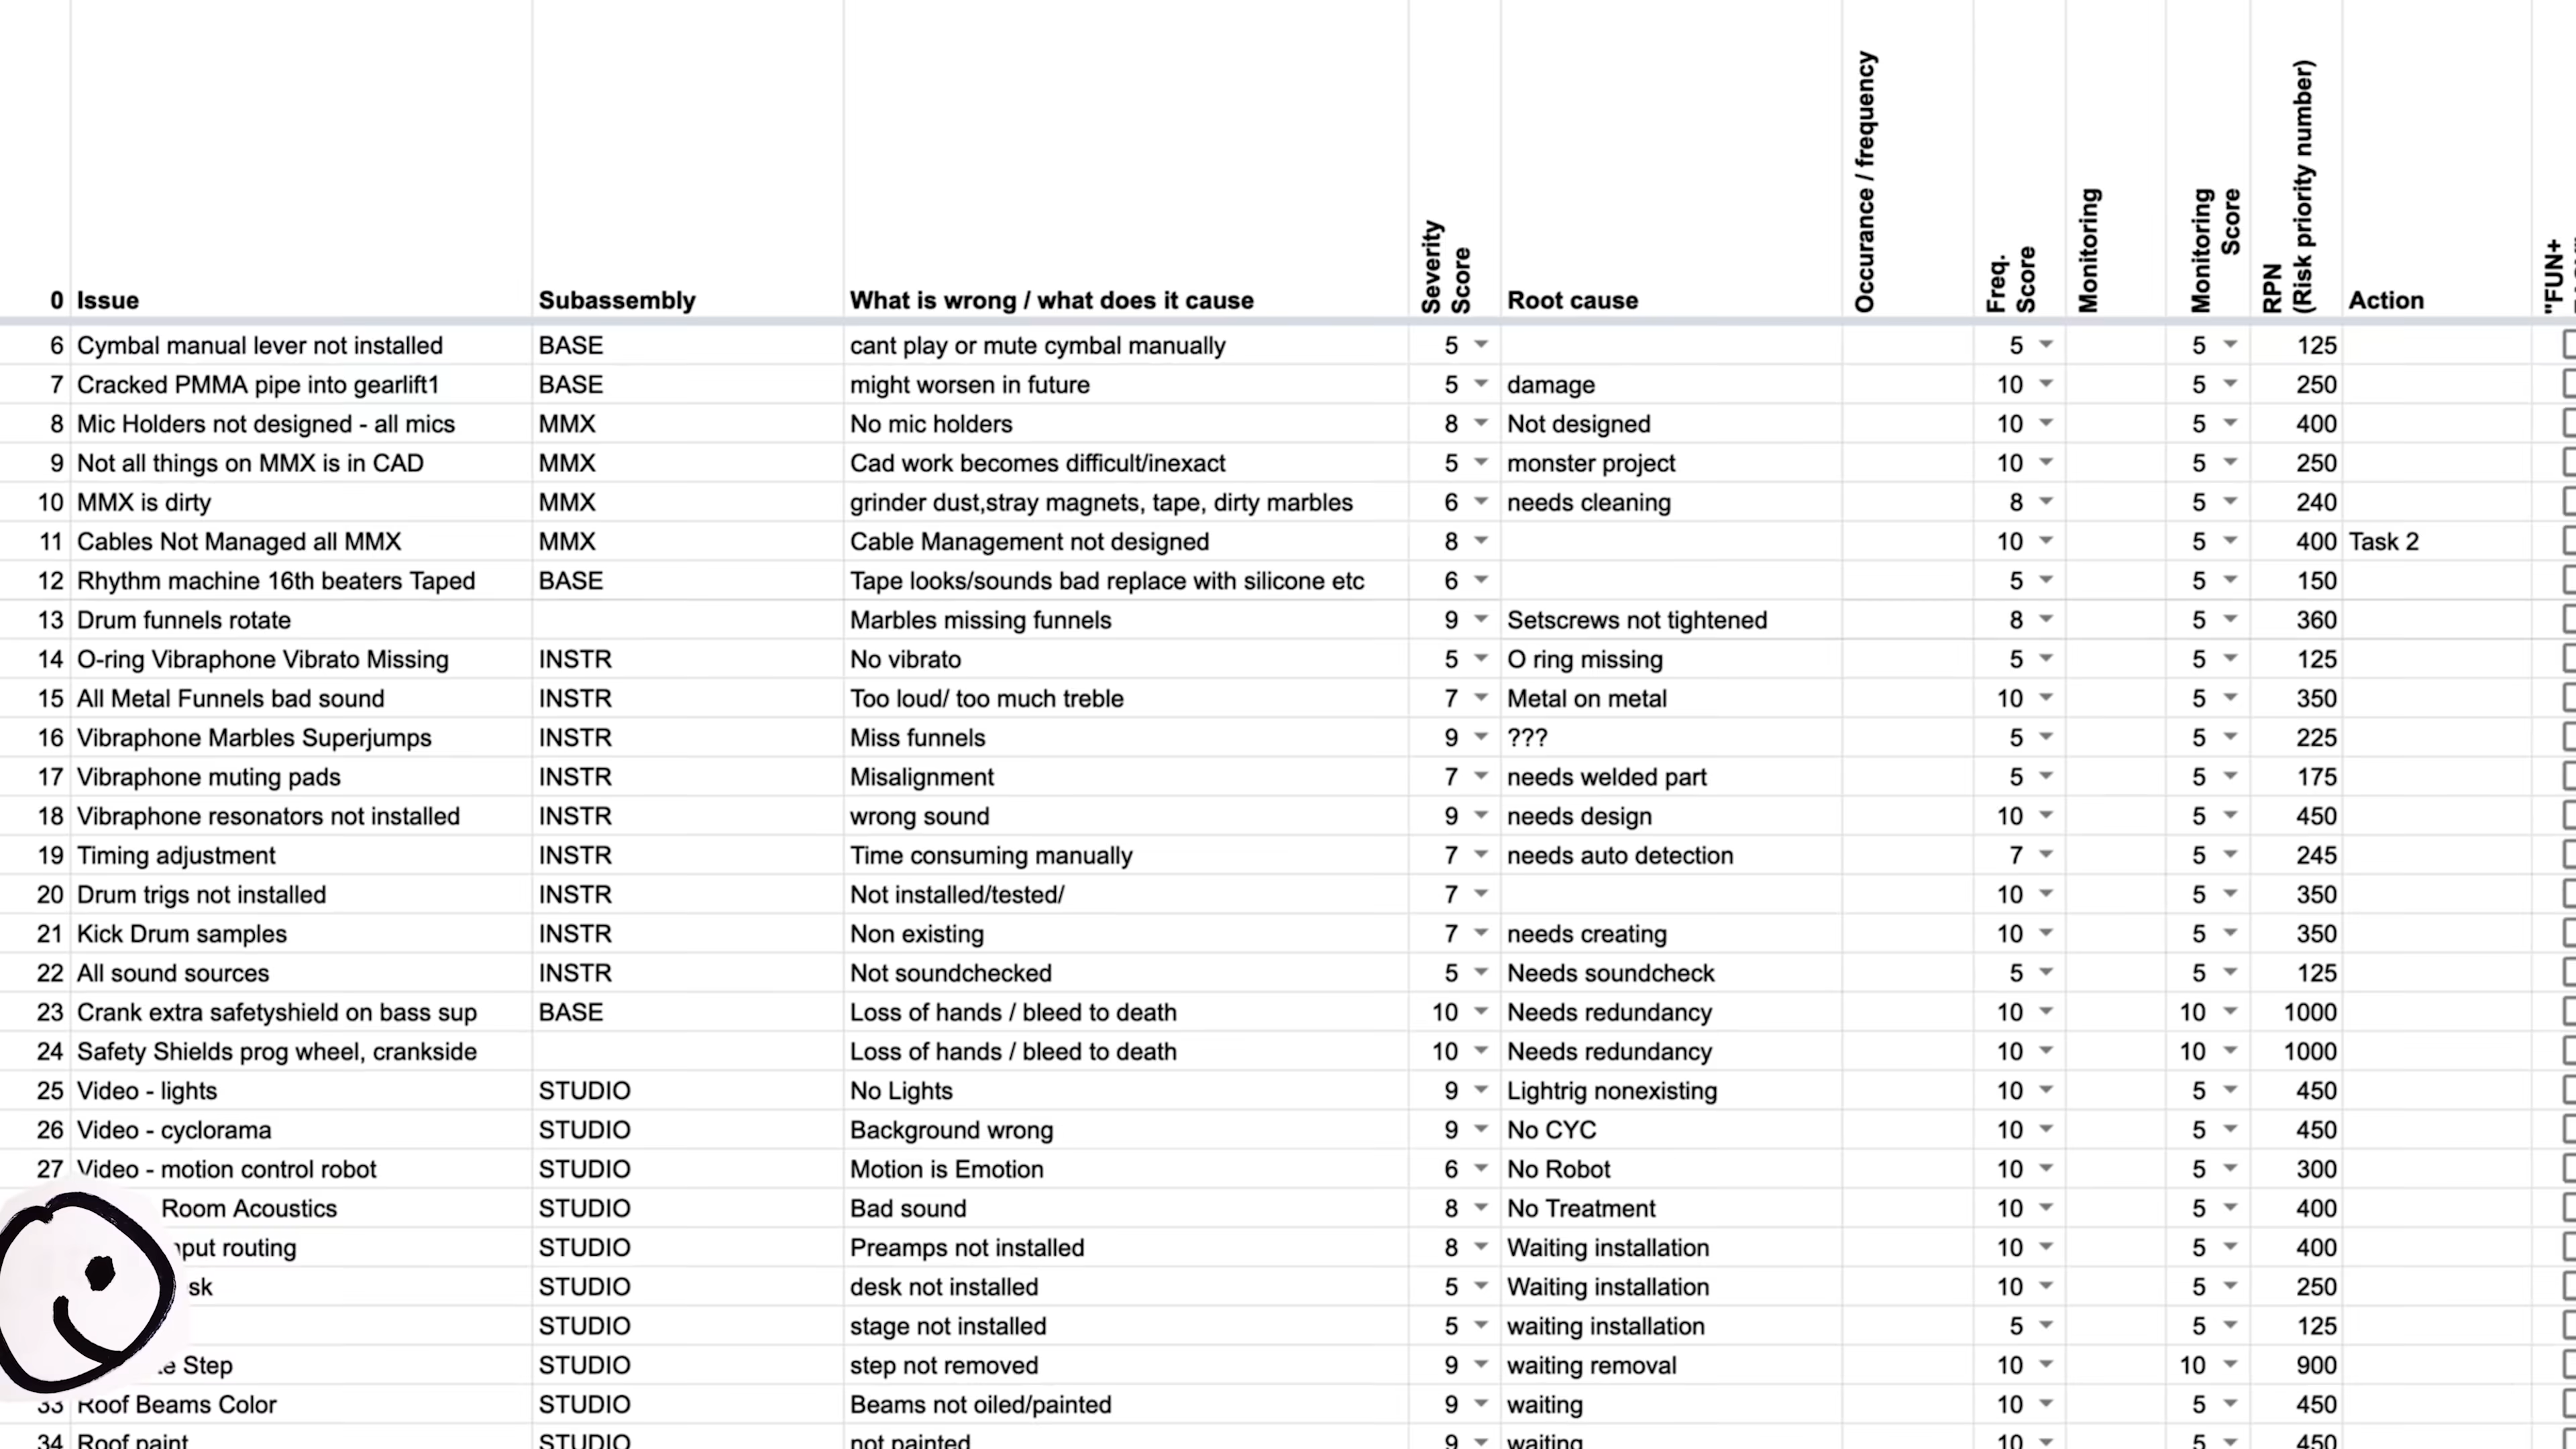 0 Issue Subassembly What is wrong / what does it cause Severity Score Root cause Occurance / frequency Freq. Score Monitoring Monitoring Score RPN (Risk priority number) Action "FUN+
6 Cymbal manual lever not installed BASE cant play or mute cymbal manually 5 5 5 125
7 Cracked PMMA pipe into gearlift1 BASE might worsen in future 5 damage 10 5 250
8 Mic Holders not designed - all mics MMX No mic holders 8 Not designed 10 5 400
9 Not all things on MMX is in CAD MMX Cad work becomes difficult/inexact 5 monster project 10 5 250
10 MMX is dirty MMX grinder dust,stray magnets, tape, dirty marbles 6 needs cleaning 8 5 240
11 Cables Not Managed all MMX MMX Cable Management not designed 8 10 5 400 Task 2
12 Rhythm machine 16th beaters Taped BASE Tape looks/sounds bad replace with silicone etc 6 5 5 150
13 Drum funnels rotate Marbles missing funnels 9 Setscrews not tightened 8 5 360
14 O-ring Vibraphone Vibrato Missing INSTR No vibrato 5 O ring missing 5 5 125
15 All Metal Funnels bad sound INSTR Too loud/ too much treble 7 Metal on metal 10 5 350
16 Vibraphone Marbles Superjumps INSTR Miss funnels 9 ??? 5 5 225
17 Vibraphone muting pads INSTR Misalignment 7 needs welded part 5 5 175
18 Vibraphone resonators not installed INSTR wrong sound 9 needs design 10 5 450
19 Timing adjustment INSTR Time consuming manually 7 needs auto detection 7 5 245
20 Drum trigs not installed INSTR Not installed/tested/ 7 10 5 350
21 Kick Drum samples INSTR Non existing 7 needs creating 10 5 350
22 All sound sources INSTR Not soundchecked 5 Needs soundcheck 5 5 125
23 Crank extra safetyshield on bass sup BASE Loss of hands / bleed to death 10 Needs redundancy 10 10 1000
24 Safety Shields prog wheel, crankside Loss of hands / bleed to death 10 Needs redundancy 10 10 1000
25 Video - lights STUDIO No Lights 9 Lightrig nonexisting 10 5 450
26 Video - cyclorama STUDIO Background wrong 9 No CYC 10 5 450
27 Video - motion control robot STUDIO Motion is Emotion 6 No Robot 10 5 300
Room Acoustics STUDIO Bad sound 8 No Treatment 10 5 400
routing STUDIO Preamps not installed 8 Waiting installation 10 5 400
STUDIO desk not installed 5 Waiting installation 10 5 250
STUDIO stage not installed 5 waiting installation 5 5 125
Step STUDIO step not removed 9 waiting removal 10 10 900
33 Roof Beams Color STUDIO Beams not oiled/painted 9 waiting 10 5 450
34 Roof paint STUDIO not painted 9 waiting 10 5 450